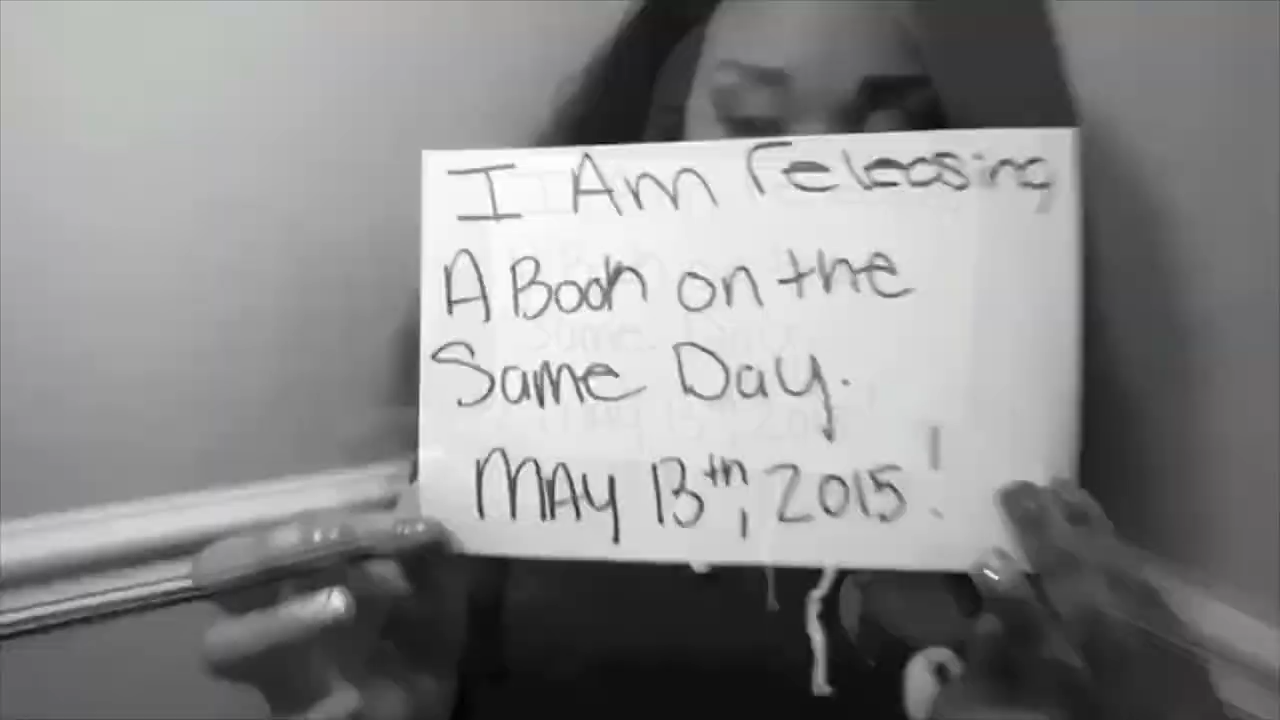 I Am releasing
A Book on the
Same Day.
MAY 13th, 2015!